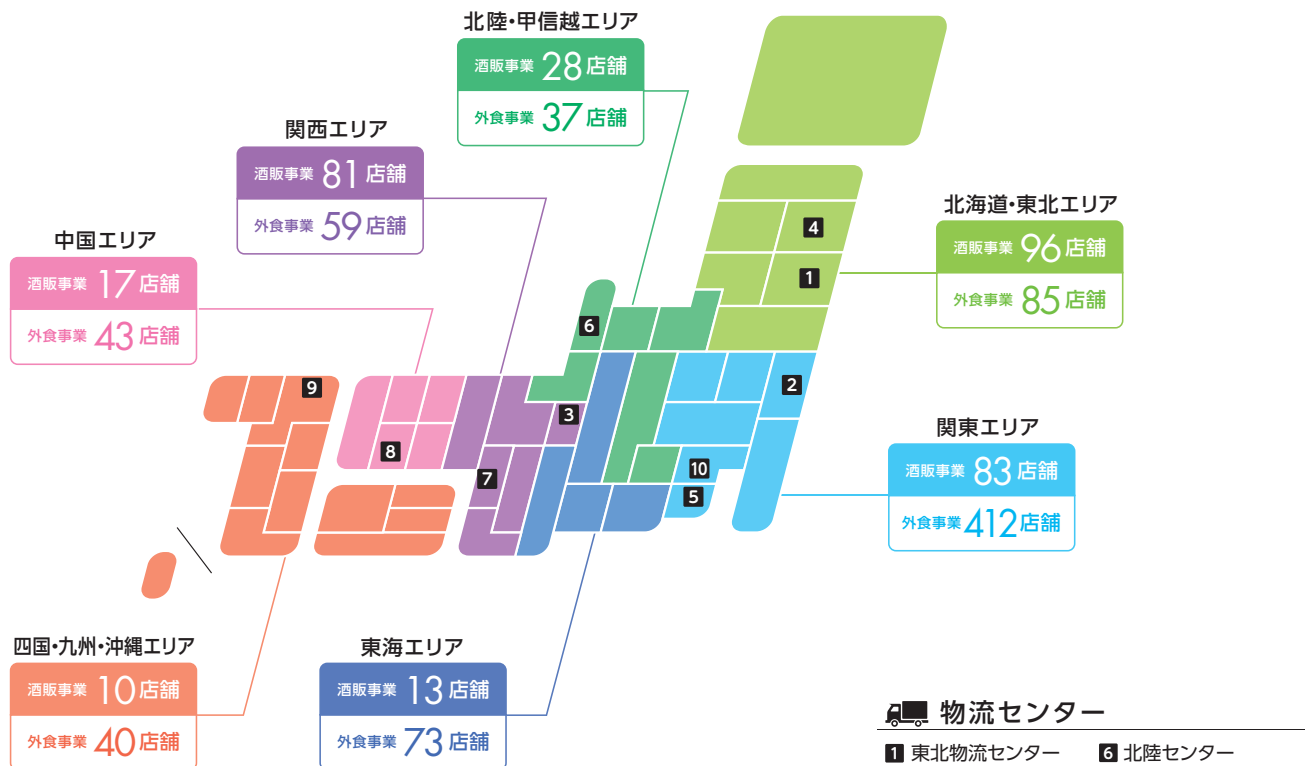 北陸・甲信越エリア
酒販事業 28店舗
外食事業 37店舗
関西エリア
酒販事業 81店舗
外食事業 59店舗
中国エリア
酒販事業 17店舗
外食事業 43店舗
北海道・東北エリア
酒販事業 96店舗
外食事業 85店舗
4
1
6
2
9
3
8
10
7
5
関東エリア
酒販事業 83店舗
外食事業 412店舗
四国・九州・沖縄エリア
酒販事業 10店舗
外食事業 40店舗
東海エリア
酒販事業 13店舗
外食事業 73店舗
物流センター
1 東北物流センター 6 北陸センター